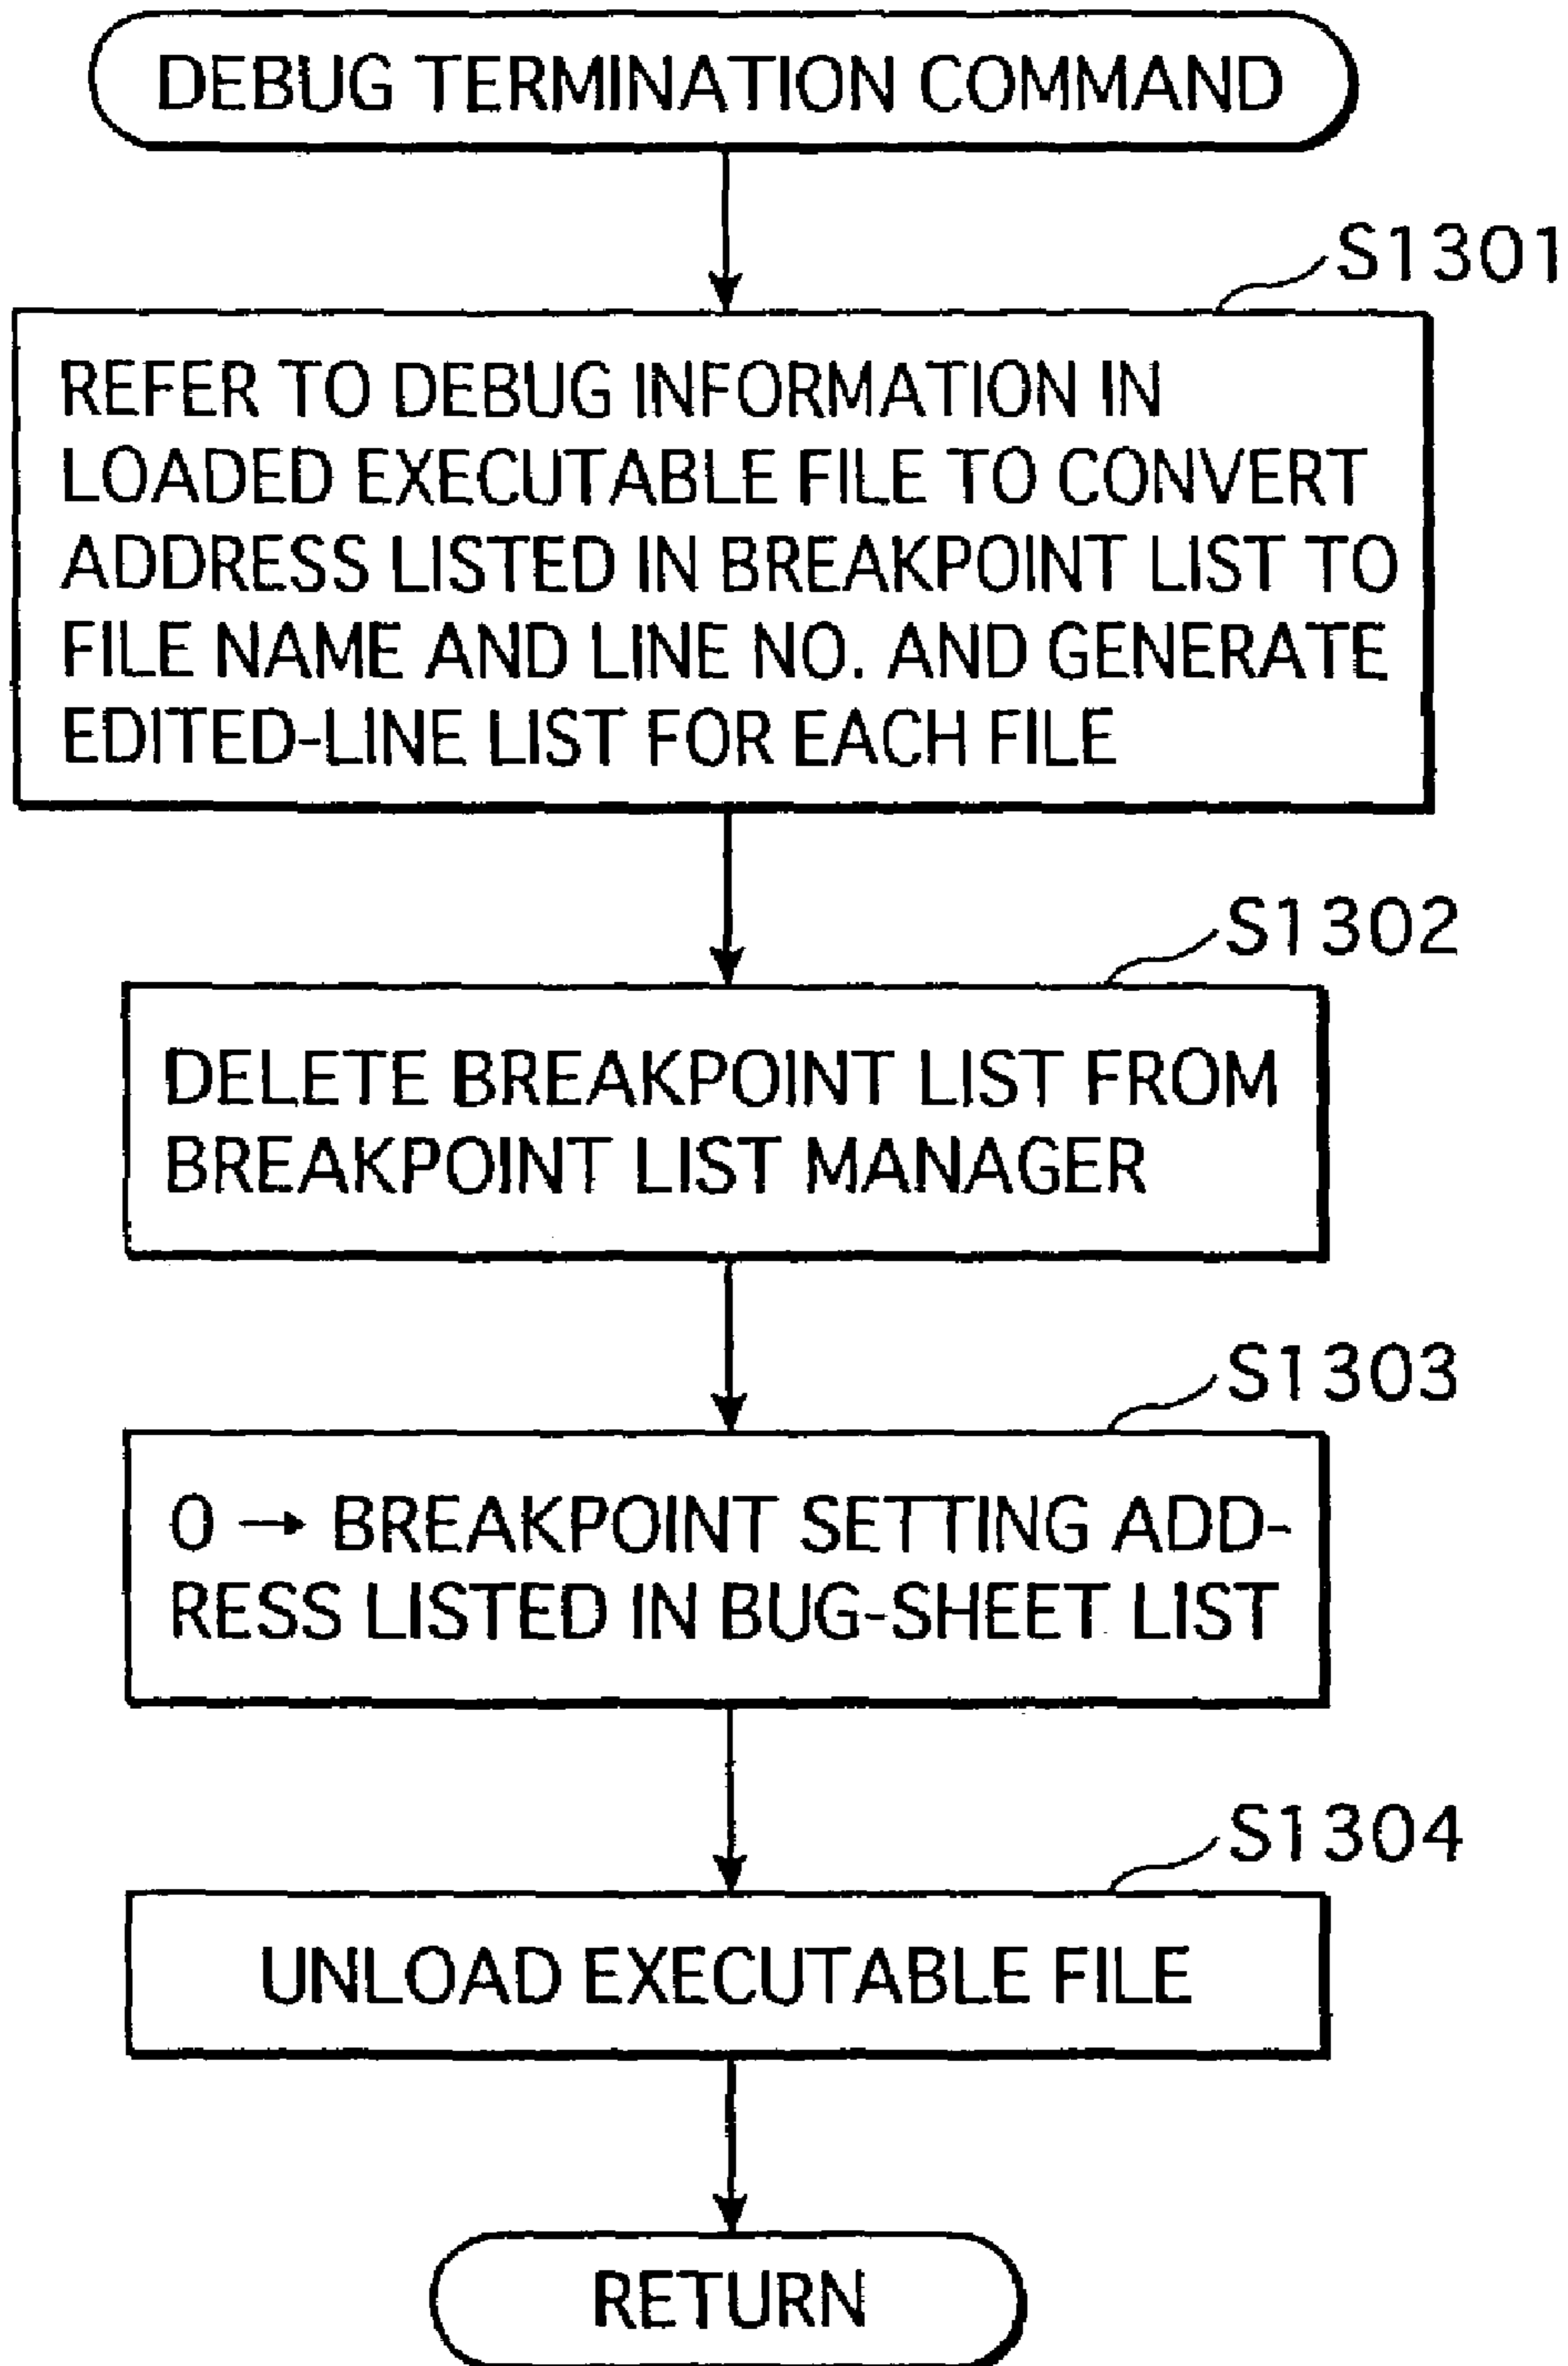 DEBUG TERMINATION COMMAND
S1301
REFER TO DEBUG INFORMATION IN
LOADED EXECUTABLE FILE TO CONVERT
ADDRESS LISTED IN BREAKPOINT LIST TO
FILE NAME AND LINE NO. AND GENERATE
EDITED-LINE LIST FOR EACH FILE
S1302
DELETE BREAKPOINT LIST FROM
BREAKPOINT LIST MANAGER
S1303
0 → BREAKPOINT SETTING ADD-
RESS LISTED IN BUG-SHEET LIST
S1304
UNLOAD EXECUTABLE FILE
RETURN